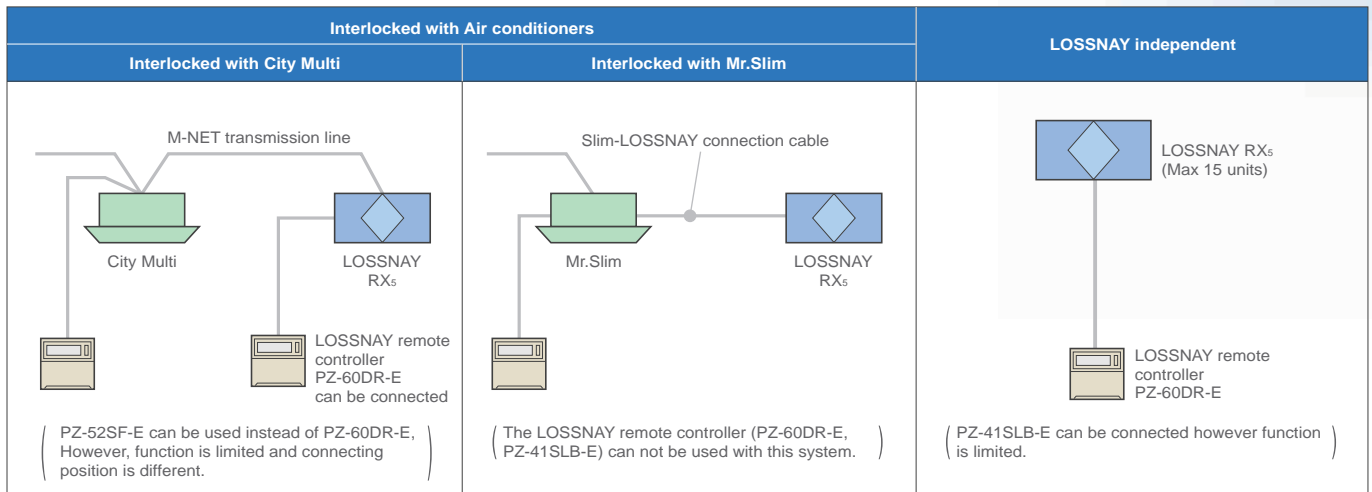 Interlocked with Air conditioners
LOSSNAY independent
Interlocked with City Multi
Interlocked with Mr.Slim
M-NET transmission line
City Multi
LOSSNAY
RX5
LOSSNAY remote
controller
PZ-60DR-E
can be connected
( PZ-52SF-E can be used instead of PZ-60DR-E,
However, function is limited and connecting
position is different. )
Slim-LOSSNAY connection cable
Mr.Slim
LOSSNAY
RX5
( The LOSSNAY remote controller (PZ-60DR-E,
PZ-41SLB-E) can not be used with this system. )
LOSSNAY RX5
(Max 15 units)
LOSSNAY remote
controller
PZ-60DR-E
( PZ-41SLB-E can be connected however function
is limited. )